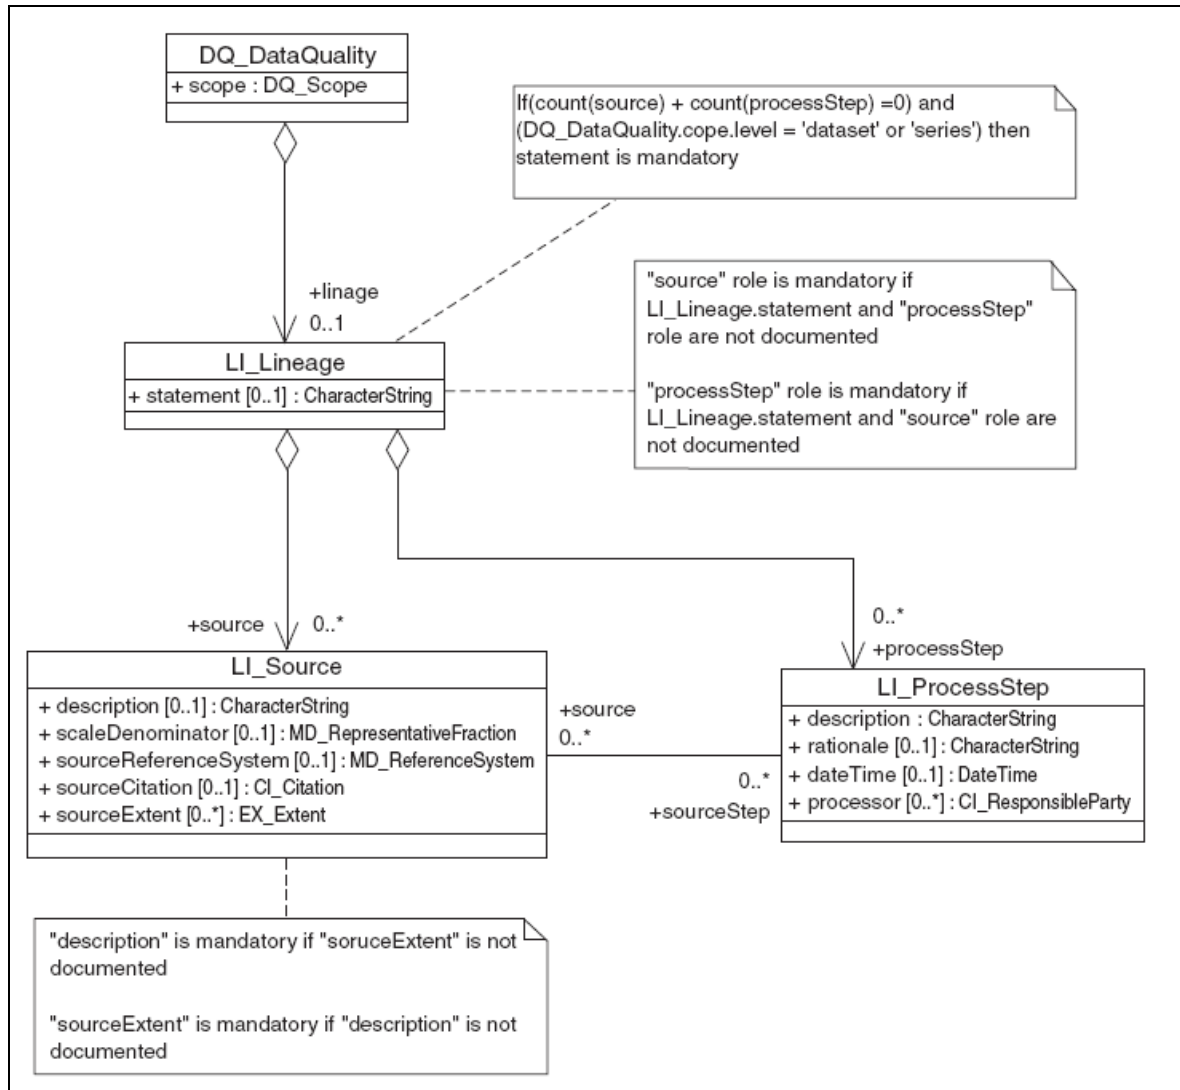 DQ_DataQuality
+ scope : DQ_Scope
If(count(source) + count(processStep) =0) and
(DQ_DataQuality.cope.level = 'dataset' or 'series') then
statement is mandatory
+linage
0..1
"source" role is mandatory if
LI_Lineage.statement and "processStep"
role are not documented
"processStep" role is mandatory if
LI_Lineage.statement and "source" role are
not documented
LI_Lineage
+ statement [0..1] : CharacterString
+source
0..*
0..*
+processStep
LI_Source
+ description [0..1] : CharacterString
+ scaleDenominator [0..1] : MD_RepresentativeFraction
+ sourceReferenceSystem [0..1] : MD_ReferenceSystem
+ sourceCitation [0..1] : CI_Citation
+ sourceExtent [0..*] : EX_Extent
+source
0..*
0..*
+sourceStep
LI_ProcessStep
+ description : CharacterString
+ rationale [0..1] : CharacterString
+ dateTime [0..1] : DateTime
+ processor [0..*] : CI_ResponsibleParty
"description" is mandatory if "soruceExtent" is not
documented
"sourceExtent" is mandatory if "description" is not
documented